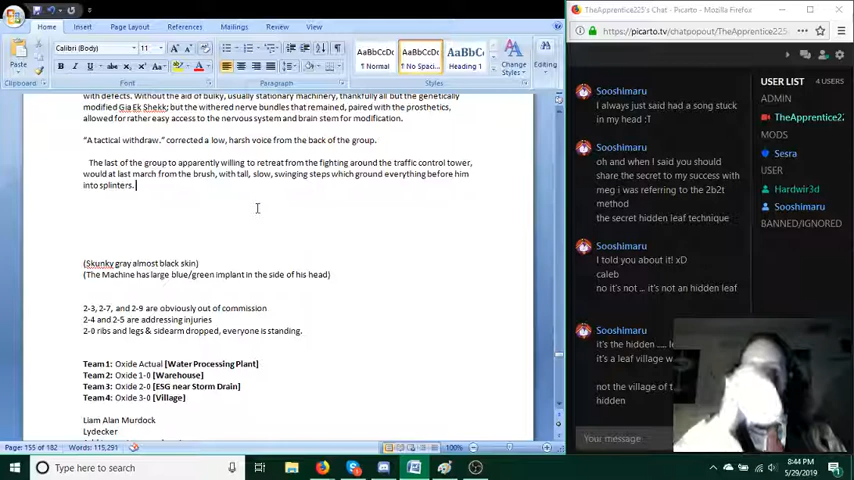 TheApprentice225's Chat - Picarto - Mozilla Firefox
https://picarto.tv/chatpopout/TheApprentice225
Home Insert Page Layout References Mailings Review View
Calibri (Body) 11
Paste
AaBbCcDc AaBbCcDc AaBbCc
¶ Normal ¶ No Spaci... Heading 1
Change Styles
Editing
Clipboard Font Paragraph Styles
with defects. Without the aid of bulky, usually stationary machinery, thankfully all but the genetically
modified Gia Ek Shekk; but the withered nerve bundles that remained, paired with the prosthetics,
allowed for rather easy access to the nervous system and brain stem for modification.
“A tactical withdraw.” corrected a low, harsh voice from the back of the group.
The last of the group to apparently willing to retreat from the fighting around the traffic control tower,
would at last march from the brush, with tall, slow, swinging steps which ground everything before him
into splinters.
(Skunky gray almost black skin)
(The Machine has large blue/green implant in the side of his head)
2-3, 2-7, and 2-9 are obviously out of commission
2-4 and 2-5 are addressing injuries
2-0 ribs and legs & sidearm dropped, everyone is standing.
Team 1: Oxide Actual [Water Processing Plant]
Team 2: Oxide 1-0 [Warehouse]
Team 3: Oxide 2-0 [ESG near Storm Drain]
Team 4: Oxide 3-0 [Village]
Liam Alan Murdock
Lydecker
Page: 155 of 182 Words: 115,291
100%
Sooshimaru
I always just said had a song stuck
in my head :T
Sooshimaru
oh and when I said you should
share the secret to my success with
meg i was referring to the 2b2t
method
the secret hidden leaf technique
Sooshimaru
I told you about it! xD
caleb
no it's not ... it's not an hidden leaf
Sooshimaru
it's the hidden ..... l
it's a leaf village w
not the village of t
hidden
Your message
USER LIST 4 USERS
ADMIN
TheApprentice2
MODS
Sesra
Hardwir3d
Sooshimaru
BANNED/IGNORED
Type here to search
8:44 PM
5/29/2019